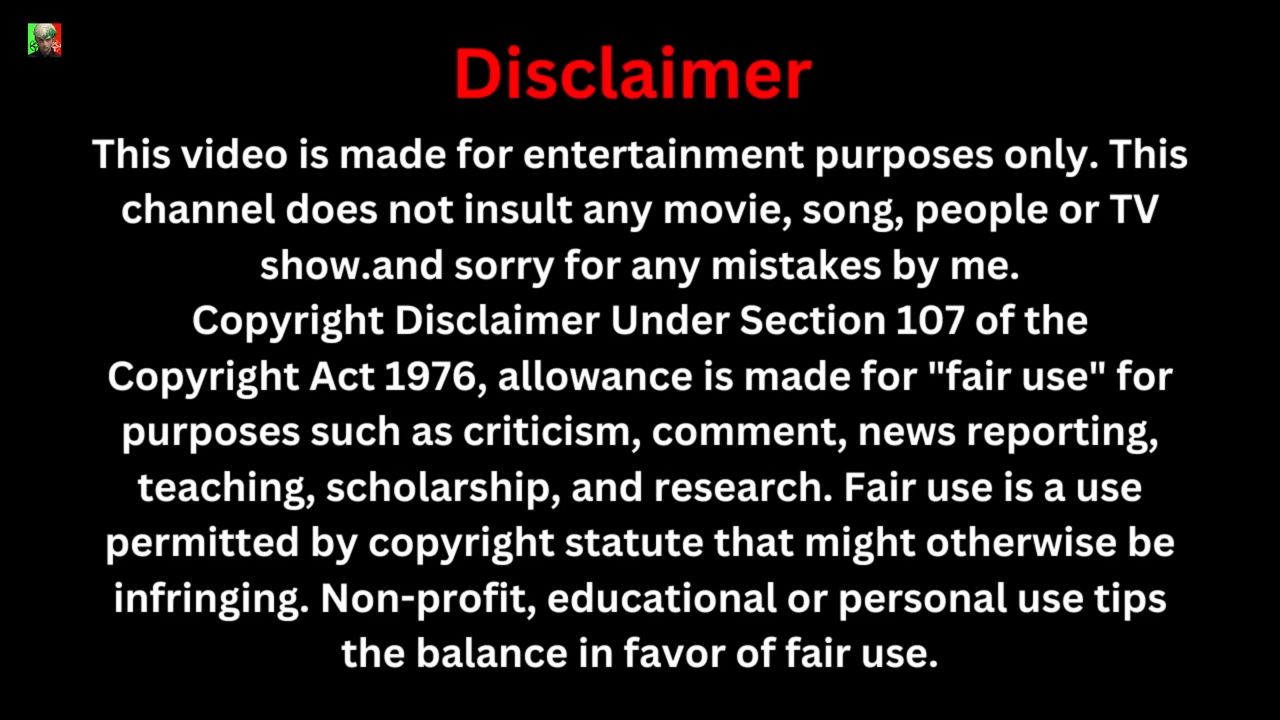 Disclaimer
This video is made for entertainment purposes only. This
channel does not insult any movie, song, people or TV
show.and sorry for any mistakes by me.
Copyright Disclaimer Under Section 107 of the
Copyright Act 1976, allowance is made for "fair use" for
purposes such as criticism, comment, news reporting,
teaching, scholarship, and research. Fair use is a use
permitted by copyright statute that might otherwise be
infringing. Non-profit, educational or personal use tips
the balance in favor of fair use.